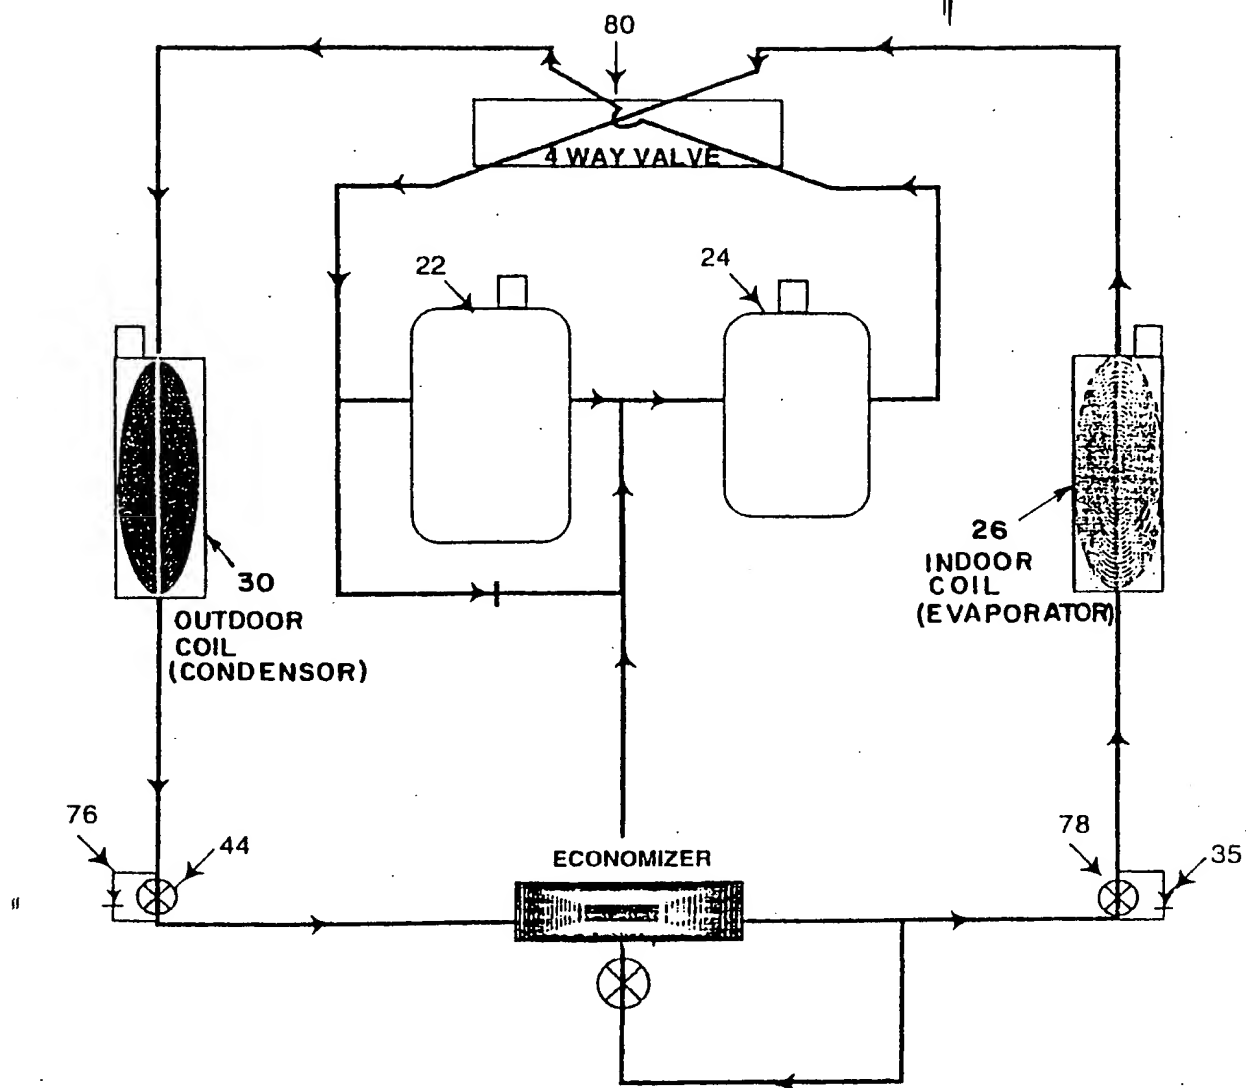 80
4 WAY VALVE
22
24
30
OUTDOOR
COIL
(CONDENSOR)
26
INDOOR
COIL
(EVAPORATOR)
76
44
ECONOMIZER
78
35